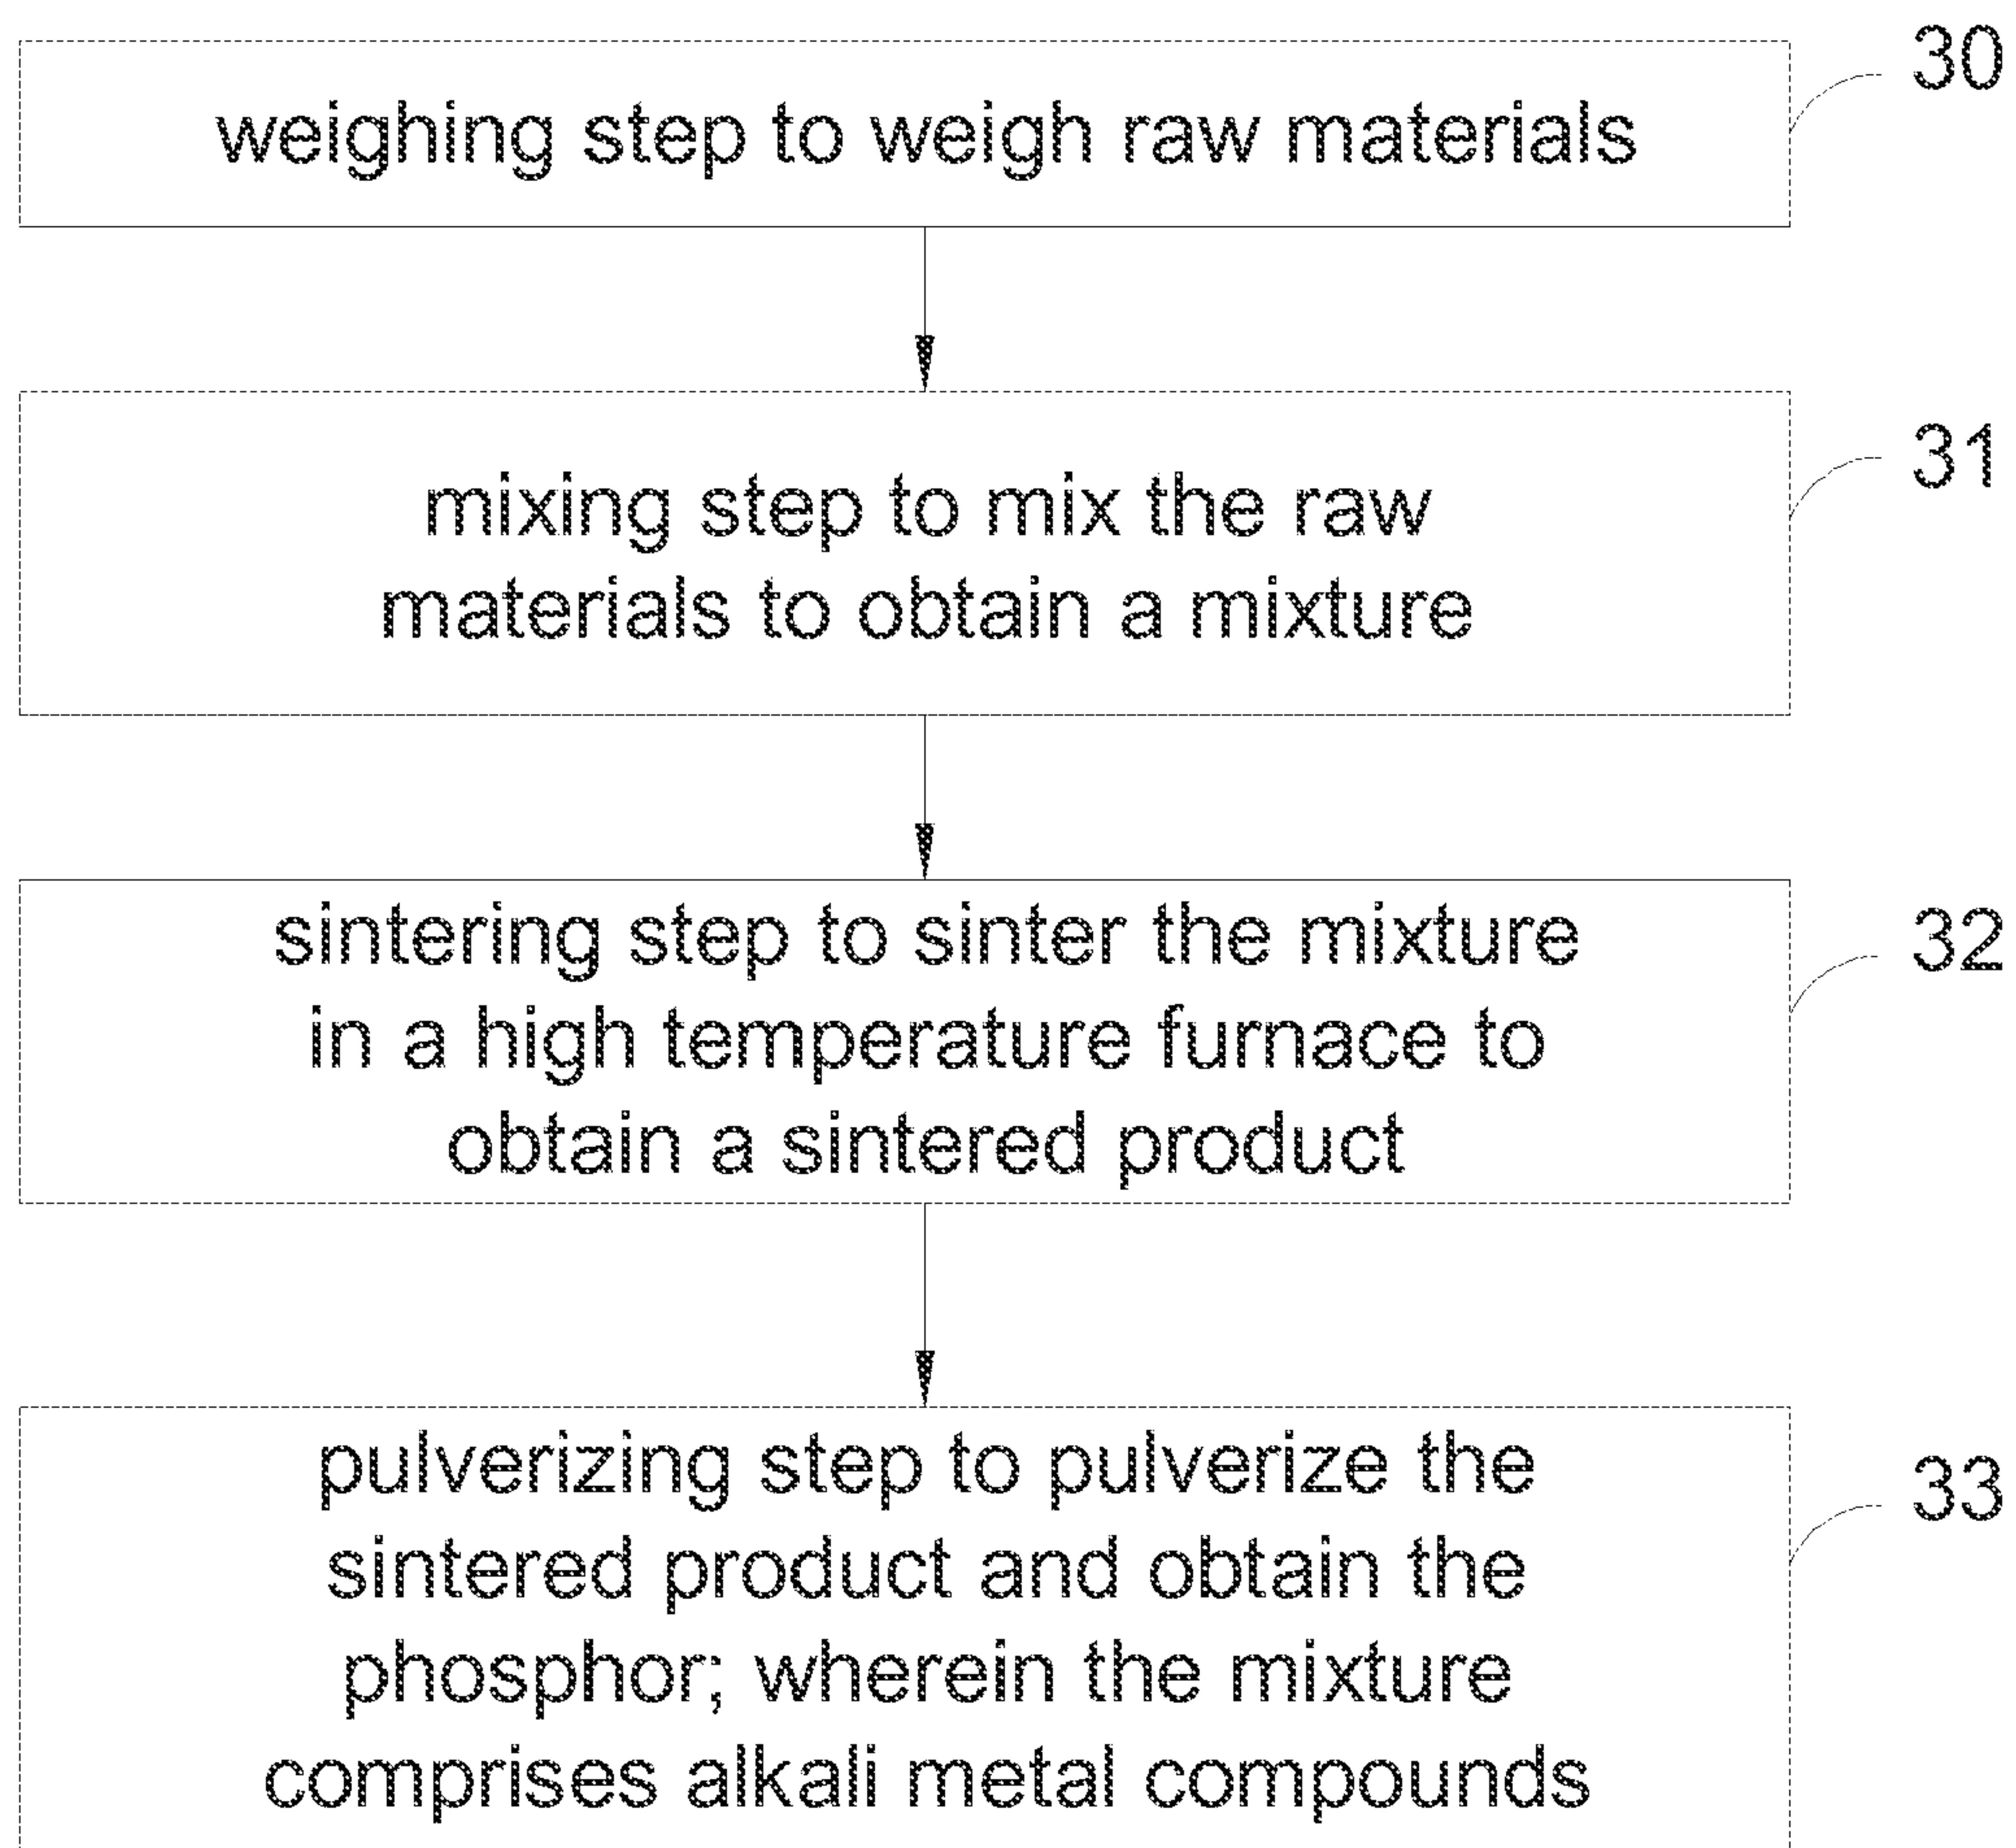 30
weighing step to weigh raw materials
31
mixing step to mix the raw
materials to obtain a mixture
32
sintering step to sinter the mixture
in a high temperature furnace to
obtain a sintered product
33
pulverizing step to pulverize the
sintered product and obtain the
phosphor; wherein the mixture
comprises alkali metal compounds